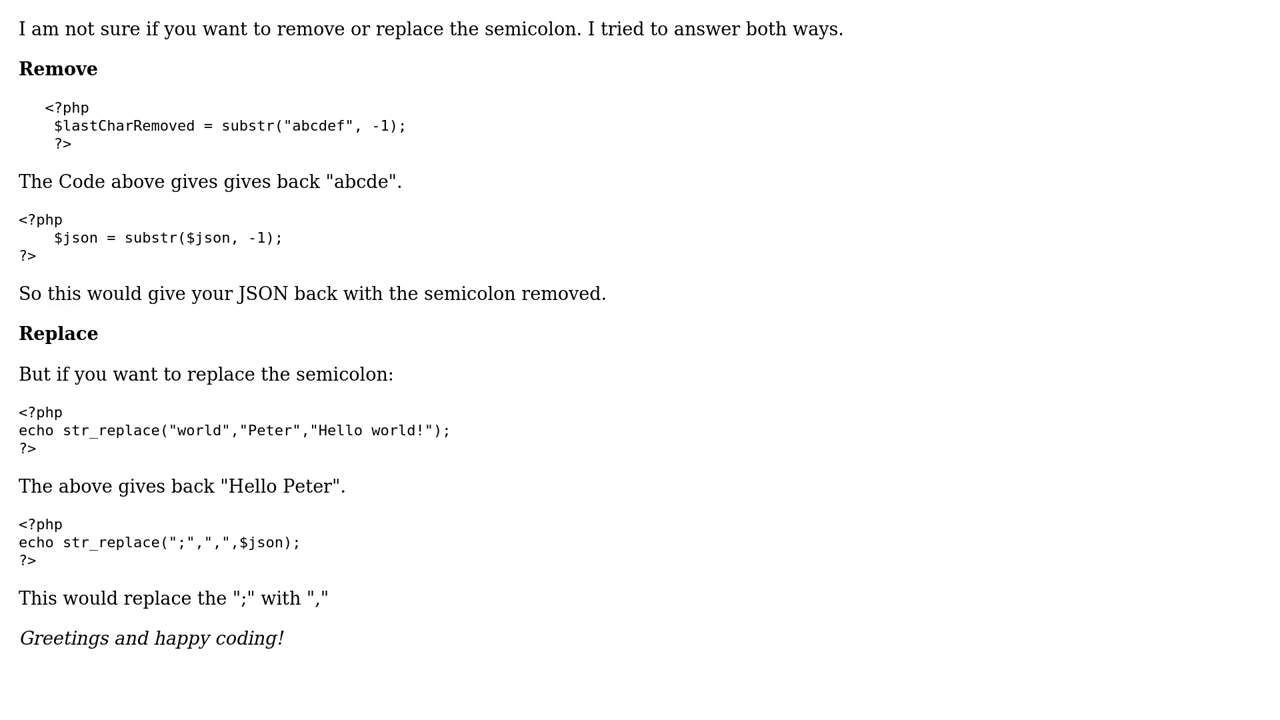 I am not sure if you want to remove or replace the semicolon. I tried to answer both ways.
Remove
<?php
$lastCharRemoved = substr("abcdef", -1);
?>
The Code above gives gives back "abcde".
<?php
$json = substr($json, -1);
?>
So this would give your JSON back with the semicolon removed.
Replace
But if you want to replace the semicolon:
<?php
echo str_replace("world","Peter","Hello world!");
?>
The above gives back "Hello Peter".
<?php
echo str_replace(";",",",$json);
?>
This would replace the ";" with ","
Greetings and happy coding!